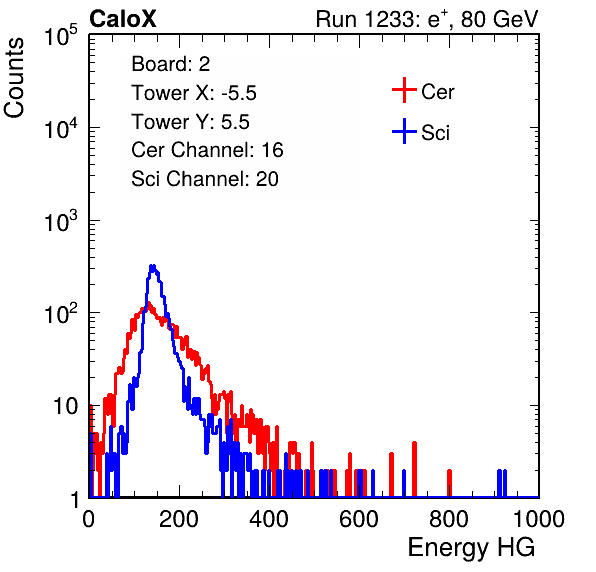 CaloX Run 1233: e⁺, 80 GeV
Counts
Board: 2
Tower X: -5.5
Tower Y: 5.5
Cer Channel: 16
Sci Channel: 20
Cer
Sci
10⁵
10⁴
10³
10²
10
1
0 200 400 600 800 1000
Energy HG